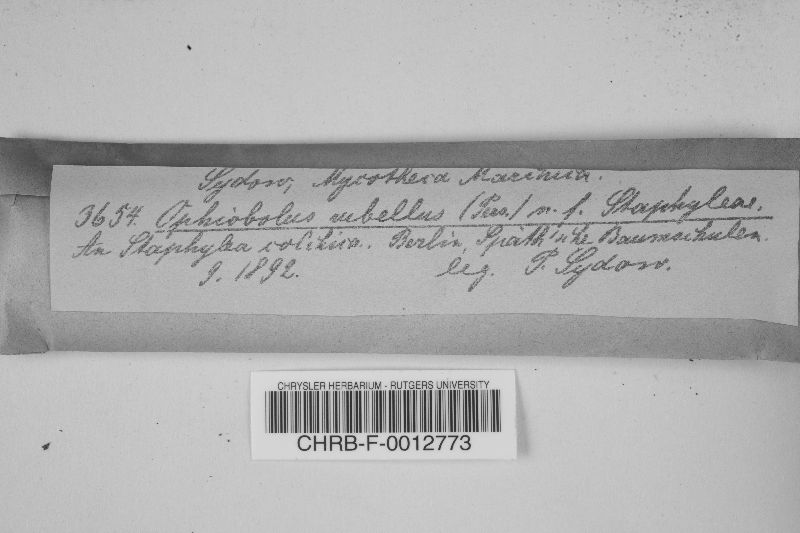 Sydow, Mycotheca Marchica.
3654. Ophiobolus rubellus (Pers.) n. f. Staphyleae.
An Staphylea colchica. Berlin, Späth'sche Baumschulen.
9. 1892. leg. P. Sydow.
CHRYSLER HERBARIUM - RUTGERS UNIVERSITY
CHRB-F-0012773